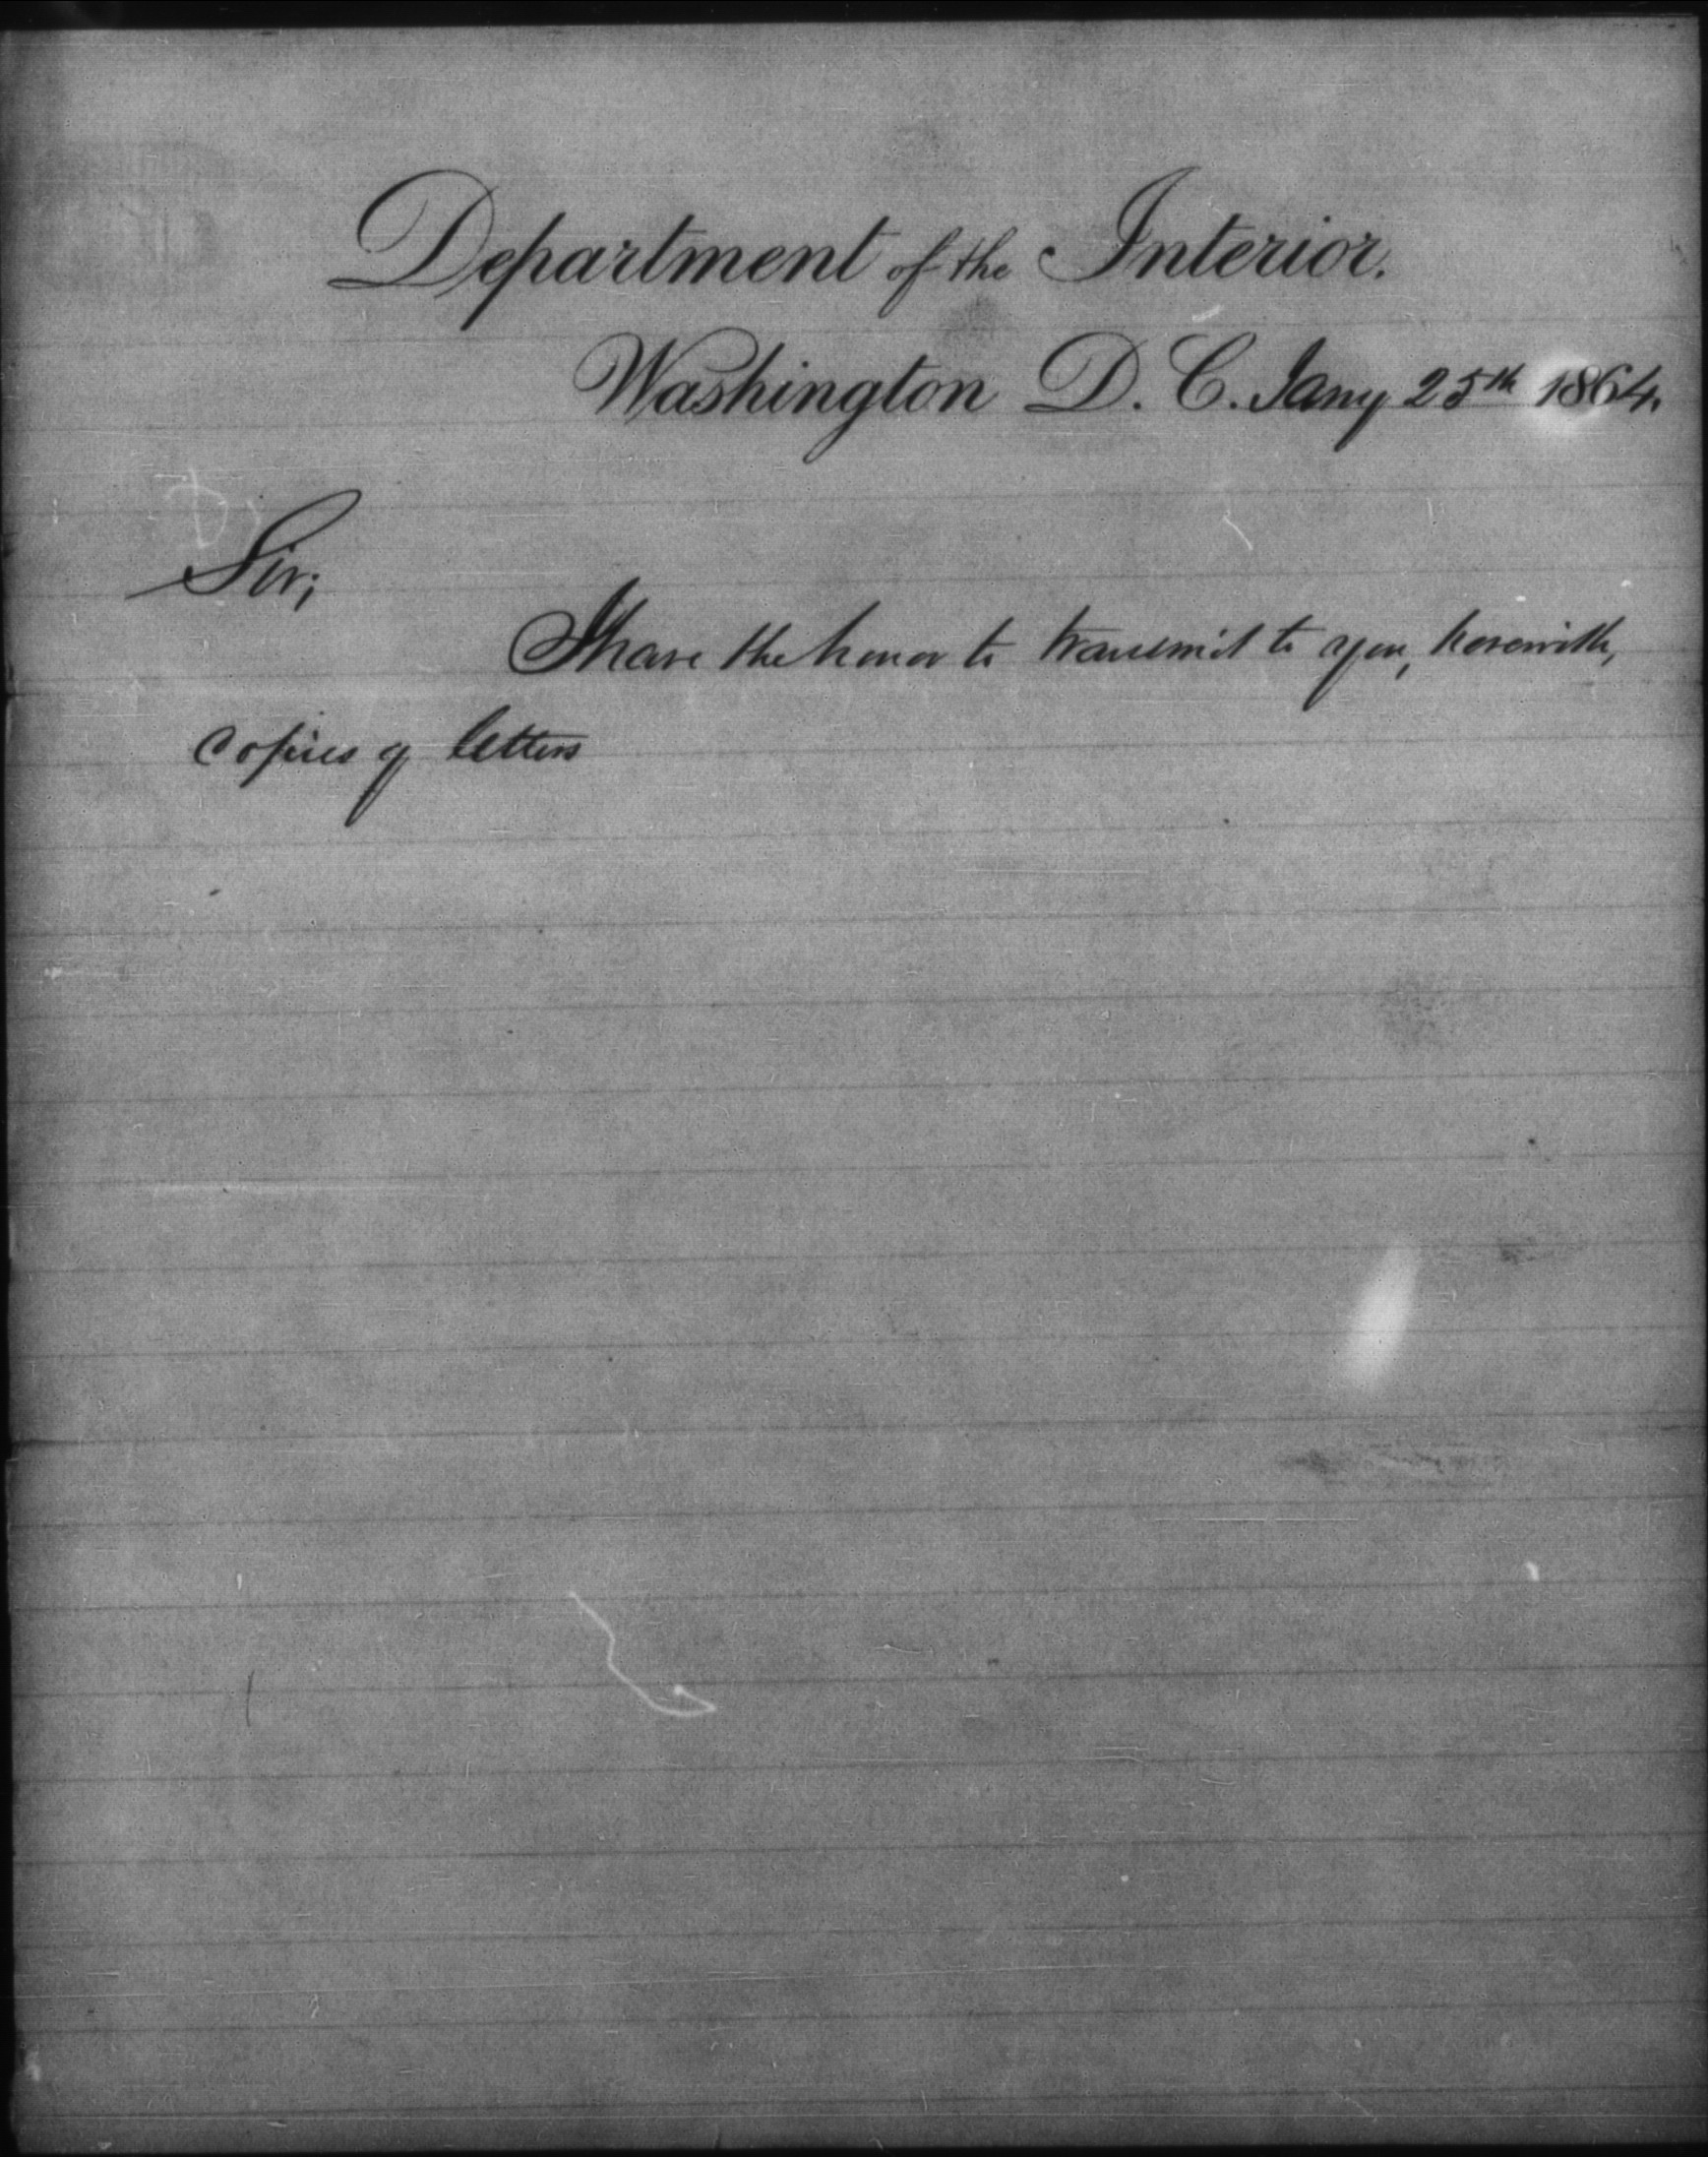 Department of the Interior.
Washington D. C. Jany 25th 1864.
Sir;
I have the honor to transmit to you, herewith,
copies of letters